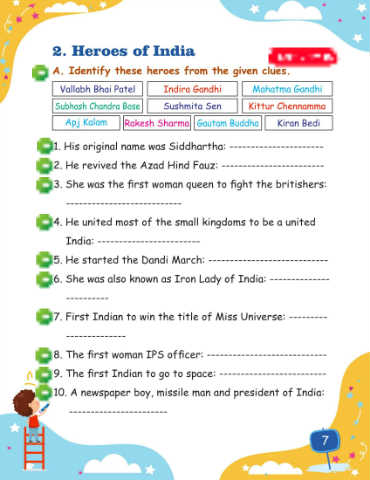 2. Heroes of India
A. Identify these heroes from the given clues.
Vallabh Bhai Patel Indira Gandhi Mahatma Gandhi
Subhash Chandra Bose Sushmita Sen Kittur Chennamma
Apj Kalam Rakesh Sharma Gautam Buddha Kiran Bedi
1. His original name was Siddhartha: -----------------------
2. He revived the Azad Hind Fauz: -------------------------
3. She was the first woman queen to fight the britishers:
----------------------------
4. He united most of the small kingdoms to be a united
India: -------------------------
5. He started the Dandi March: -----------------------------
6. She was also known as Iron Lady of India: --------------
----------
7. First Indian to win the title of Miss Universe: ---------
--------------
8. The first woman IPS officer: -----------------------------
9. The first Indian to go to space: --------------------------
10. A newspaper boy, missile man and president of India:
------------------------
7